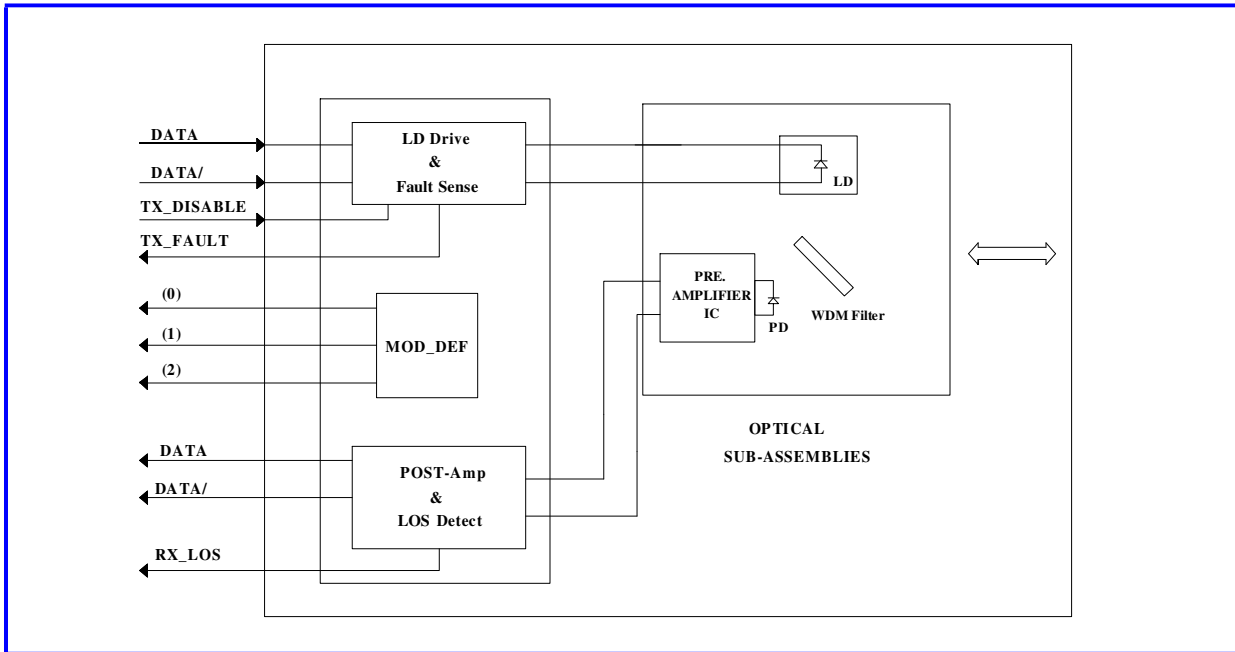 DATA
DATA/
TX_DISABLE
TX_FAULT
(0)
(1)
(2)
DATA
DATA/
RX_LOS
LD Drive
&
Fault Sense
MOD_DEF
POST-Amp
&
LOS Detect
LD
PRE.
AMPLIFIER
IC
PD
WDM Filter
OPTICAL
SUB-ASSEMBLIES